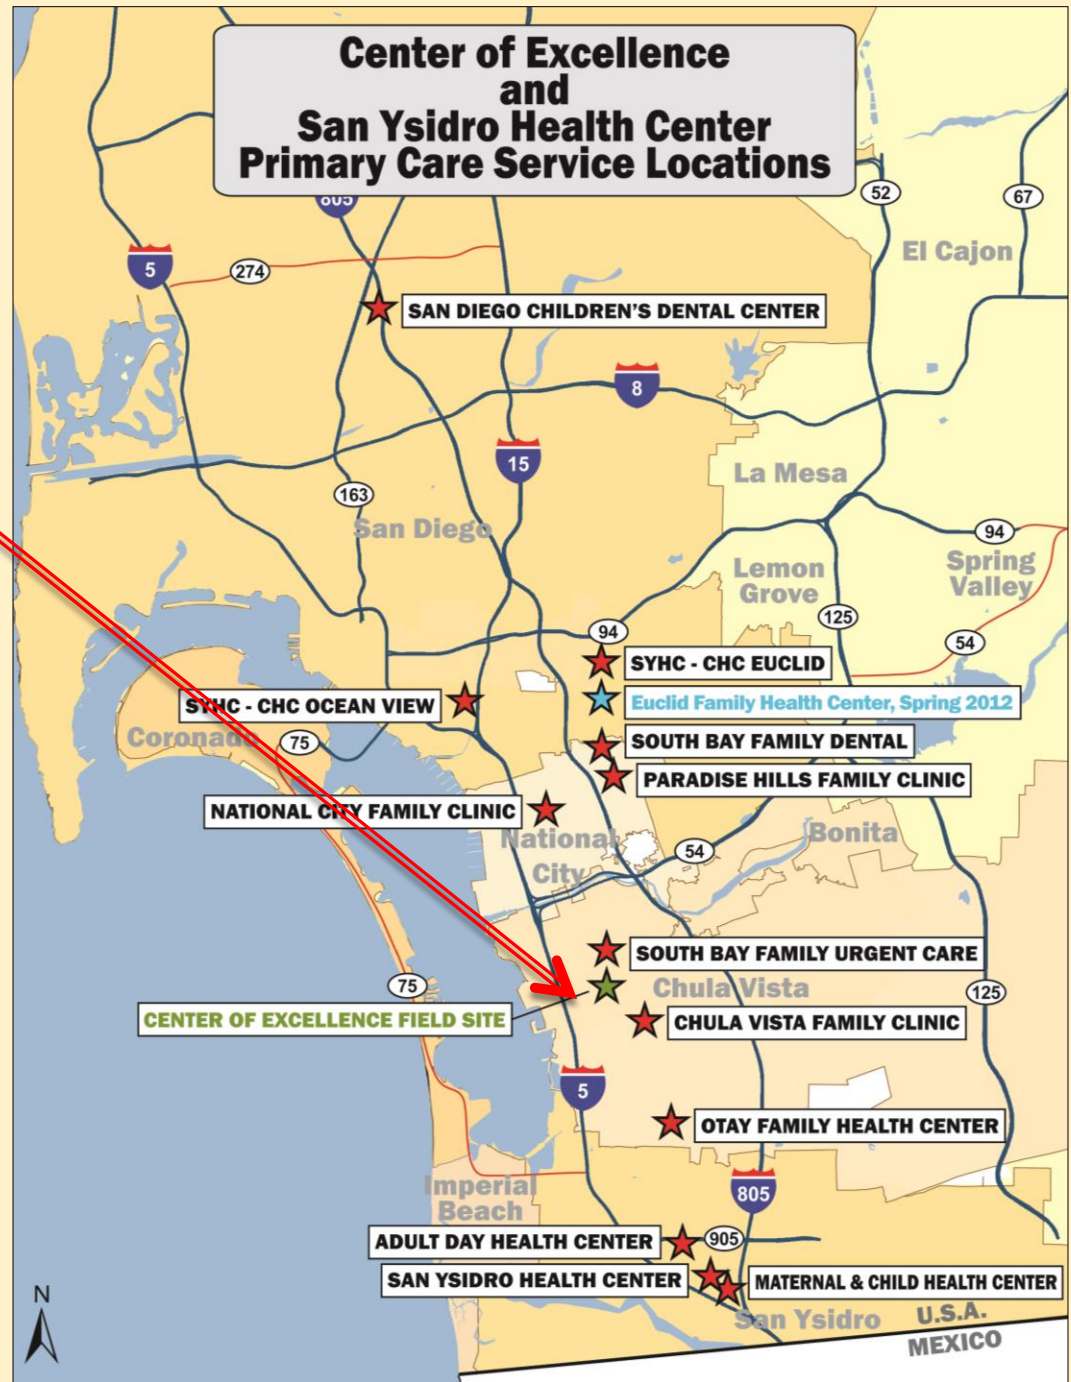 Center of Excellence
and
San Ysidro Health Center
Primary Care Service Locations
805
52
67
El Cajon
5
274
SAN DIEGO CHILDREN'S DENTAL CENTER
8
15
La Mesa
163
San Diego
94
Spring
Valley
Lemon
Grove
125
94
54
SYHC - CHC EUCLID
SYHC - CHC OCEAN VIEW
Euclid Family Health Center, Spring 2012
Coronado
75
SOUTH BAY FAMILY DENTAL
PARADISE HILLS FAMILY CLINIC
NATIONAL CITY FAMILY CLINIC
National
City
Bonita
54
SOUTH BAY FAMILY URGENT CARE
75
Chula Vista
125
CENTER OF EXCELLENCE FIELD SITE
CHULA VISTA FAMILY CLINIC
5
OTAY FAMILY HEALTH CENTER
Imperial
Beach
805
ADULT DAY HEALTH CENTER
905
SAN YSIDRO HEALTH CENTER
MATERNAL & CHILD HEALTH CENTER
N
San Ysidro
U.S.A.
MEXICO